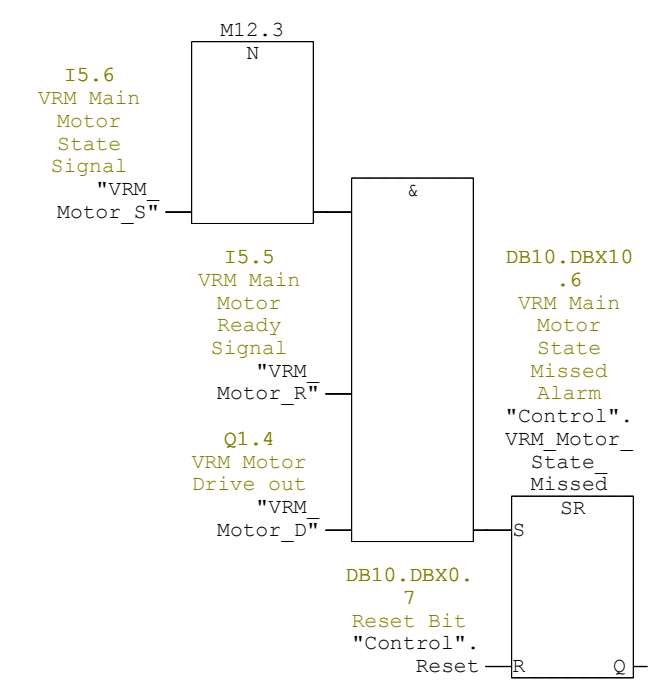 M12.3
N
I5.6
VRM Main
Motor
State
Signal
"VRM_
Motor_S"
&
I5.5
VRM Main
Motor
Ready
Signal
"VRM_
Motor_R"
Q1.4
VRM Motor
Drive out
"VRM_
Motor_D"
DB10.DBX10
.6
VRM Main
Motor
State
Missed
Alarm
"Control".
VRM_Motor_
State_
Missed
SR
S
DB10.DBX0.
7
Reset Bit
"Control".
Reset
R
Q